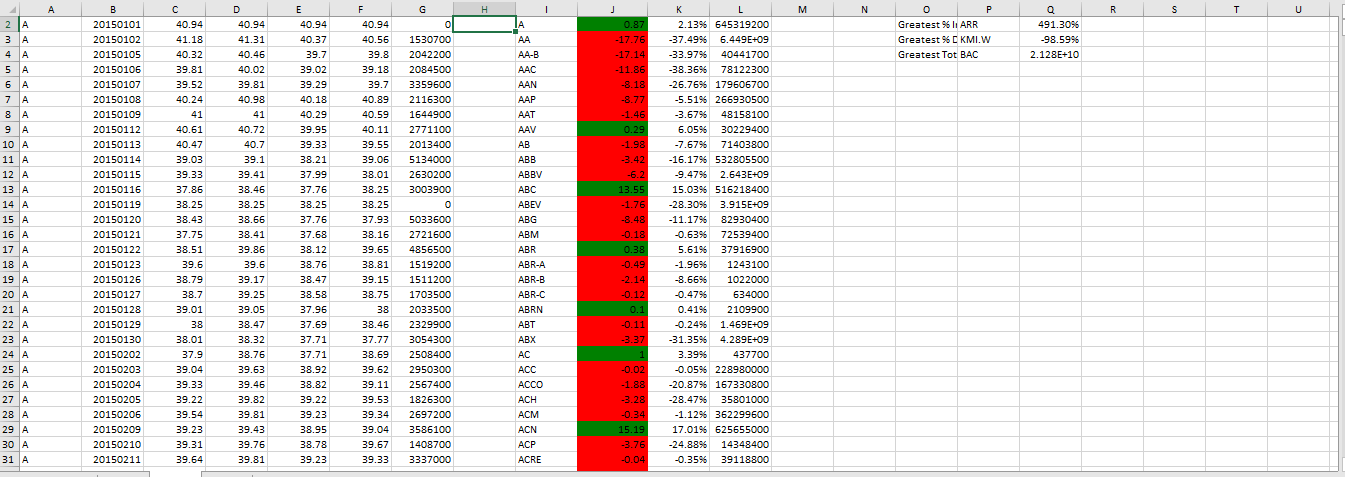 A B C D E F G H I J K L M N O P Q R S T U
2 A 20150101 40.94 40.94 40.94 40.94 0 A 0.87 2.13% 645319200 Greatest % I ARR 491.30%
3 A 20150102 41.18 41.31 40.37 40.56 1530700 AA -17.76 -37.49% 6.449E+09 Greatest % D KMI.W -98.59%
4 A 20150105 40.32 40.46 39.7 39.8 2042200 AA-B -17.14 -33.97% 40441700 Greatest Tot BAC 2.128E+10
5 A 20150106 39.81 40.02 39.02 39.18 2084500 AAC -11.86 -38.36% 78122300
6 A 20150107 39.52 39.81 39.29 39.7 3359600 AAN -8.18 -26.76% 179606700
7 A 20150108 40.24 40.98 40.18 40.89 2116300 AAP -8.77 -5.51% 266930500
8 A 20150109 41 41 40.29 40.59 1644900 AAT -1.46 -3.67% 48158100
9 A 20150112 40.61 40.72 39.95 40.11 2771100 AAV 0.29 6.05% 30229400
10 A 20150113 40.47 40.7 39.33 39.55 2013400 AB -1.98 -7.67% 71403800
11 A 20150114 39.03 39.1 38.21 39.06 5134000 ABB -3.42 -16.17% 532805500
12 A 20150115 39.33 39.41 37.99 38.01 2630200 ABBV -6.2 -9.47% 2.643E+09
13 A 20150116 37.86 38.46 37.76 38.25 3003900 ABC 13.55 15.03% 516218400
14 A 20150119 38.25 38.25 38.25 38.25 0 ABEV -1.76 -28.30% 3.915E+09
15 A 20150120 38.43 38.66 37.76 37.93 5033600 ABG -8.48 -11.17% 82930400
16 A 20150121 37.75 38.41 37.68 38.16 2721600 ABM -0.18 -0.63% 72539400
17 A 20150122 38.51 39.86 38.12 39.65 4856500 ABR 0.38 5.61% 37916900
18 A 20150123 39.6 39.6 38.76 38.81 1519200 ABR-A -0.49 -1.96% 1243100
19 A 20150126 38.79 39.17 38.47 39.15 1511200 ABR-B -2.14 -8.66% 1022000
20 A 20150127 38.7 39.25 38.58 38.75 1703500 ABR-C -0.12 -0.47% 634000
21 A 20150128 39.01 39.05 37.96 38 2033500 ABRN 0.1 0.41% 2109900
22 A 20150129 38 38.47 37.69 38.46 2329900 ABT -0.11 -0.24% 1.469E+09
23 A 20150130 38.01 38.32 37.71 37.77 3054300 ABX -3.37 -31.35% 4.289E+09
24 A 20150202 37.9 38.76 37.71 38.69 2508400 AC 1 3.39% 437700
25 A 20150203 39.04 39.63 38.92 39.62 2950300 ACC -0.02 -0.05% 228980000
26 A 20150204 39.33 39.46 38.82 39.11 2567400 ACCO -1.88 -20.87% 167330800
27 A 20150205 39.22 39.82 39.22 39.53 1826300 ACH -3.28 -28.47% 35801000
28 A 20150206 39.54 39.81 39.23 39.34 2697200 ACM -0.34 -1.12% 362299600
29 A 20150209 39.23 39.43 38.95 39.04 3586100 ACN 15.19 17.01% 625655000
30 A 20150210 39.31 39.76 38.78 39.67 1408700 ACP -3.76 -24.88% 14348400
31 A 20150211 39.64 39.81 39.23 39.33 3337000 ACRE -0.04 -0.35% 39118800